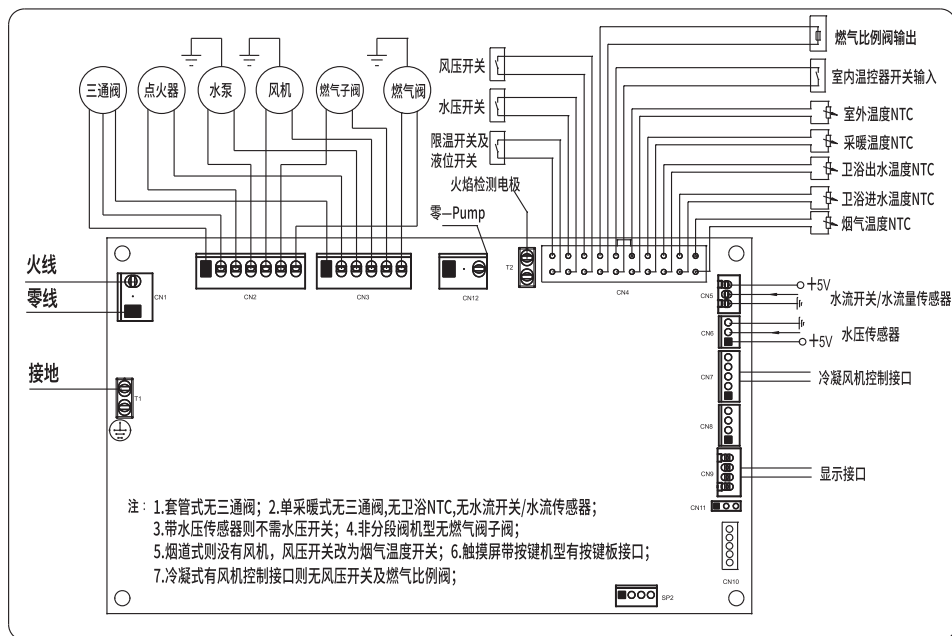 燃气比例阀输出
风压开关
室内温控器开关输入
三通阀
点火器
水泵
风机
燃气子阀
燃气阀
水压开关
室外温度NTC
限温开关及
液位开关
采暖温度NTC
卫浴出水温度NTC
火焰检测电极
卫浴进水温度NTC
零—Pump
烟气温度NTC
火线
零线
接地
CN1
CN2
CN3
CN12
T2
CN4
CN5
+5V
水流开关/水流量传感器
CN6
水压传感器
+5V
CN7
冷凝风机控制接口
T1
CN8
CN9
显示接口
CN11
CN10
SP2
注：1.套管式无三通阀；2.单采暖式无三通阀,无卫浴NTC,无水流开关/水流传感器；
3.带水压传感器则不需水压开关；4.非分段阀机型无燃气阀子阀；
5.烟道式则没有风机，风压开关改为烟气温度开关；6.触摸屏带按键机型有按键板接口；
7.冷凝式有风机控制接口则无风压开关及燃气比例阀；